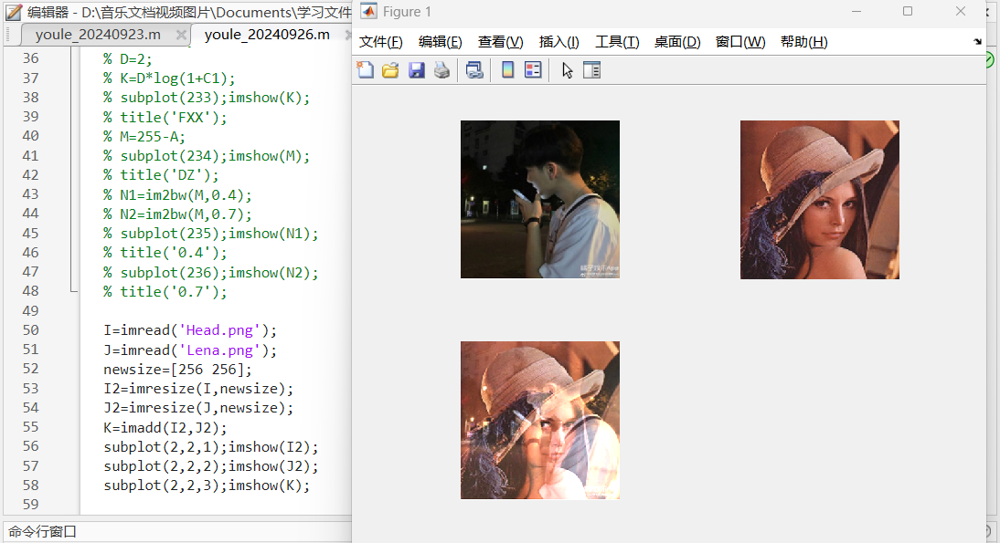 编辑器 - D:\音乐文档视频图片\Documents\学习文件
youle_20240923.m
youle_20240926.m
36 % D=2;
37 % K=D*log(1+C1);
38 % subplot(233);imshow(K);
39 % title('FXX');
40 % M=255-A;
41 % subplot(234);imshow(M);
42 % title('DZ');
43 % N1=im2bw(M,0.4);
44 % N2=im2bw(M,0.7);
45 % subplot(235);imshow(N1);
46 % title('0.4');
47 % subplot(236);imshow(N2);
48 % title('0.7');
49
50 I=imread('Head.png');
51 J=imread('Lena.png');
52 newsize=[256 256];
53 I2=imresize(I,newsize);
54 J2=imresize(J,newsize);
55 K=imadd(I2,J2);
56 subplot(2,2,1);imshow(I2);
57 subplot(2,2,2);imshow(J2);
58 subplot(2,2,3);imshow(K);
59
命令行窗口
Figure 1
文件(F) 编辑(E) 查看(V) 插入(I) 工具(T) 桌面(D) 窗口(W) 帮助(H)